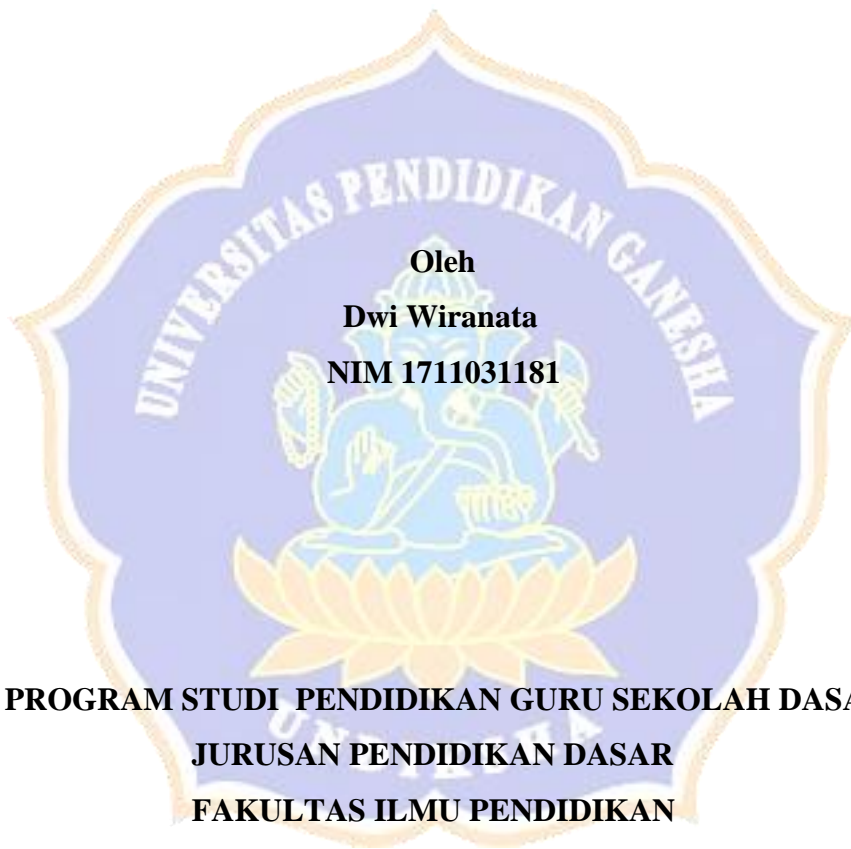 UNIVERSITAS PENDIDIKAN GANESHA
Oleh
Dwi Wiranata
NIM 1711031181
PROGRAM STUDI PENDIDIKAN GURU SEKOLAH DASA
UNDIKSHA
JURUSAN PENDIDIKAN DASAR
FAKULTAS ILMU PENDIDIKAN